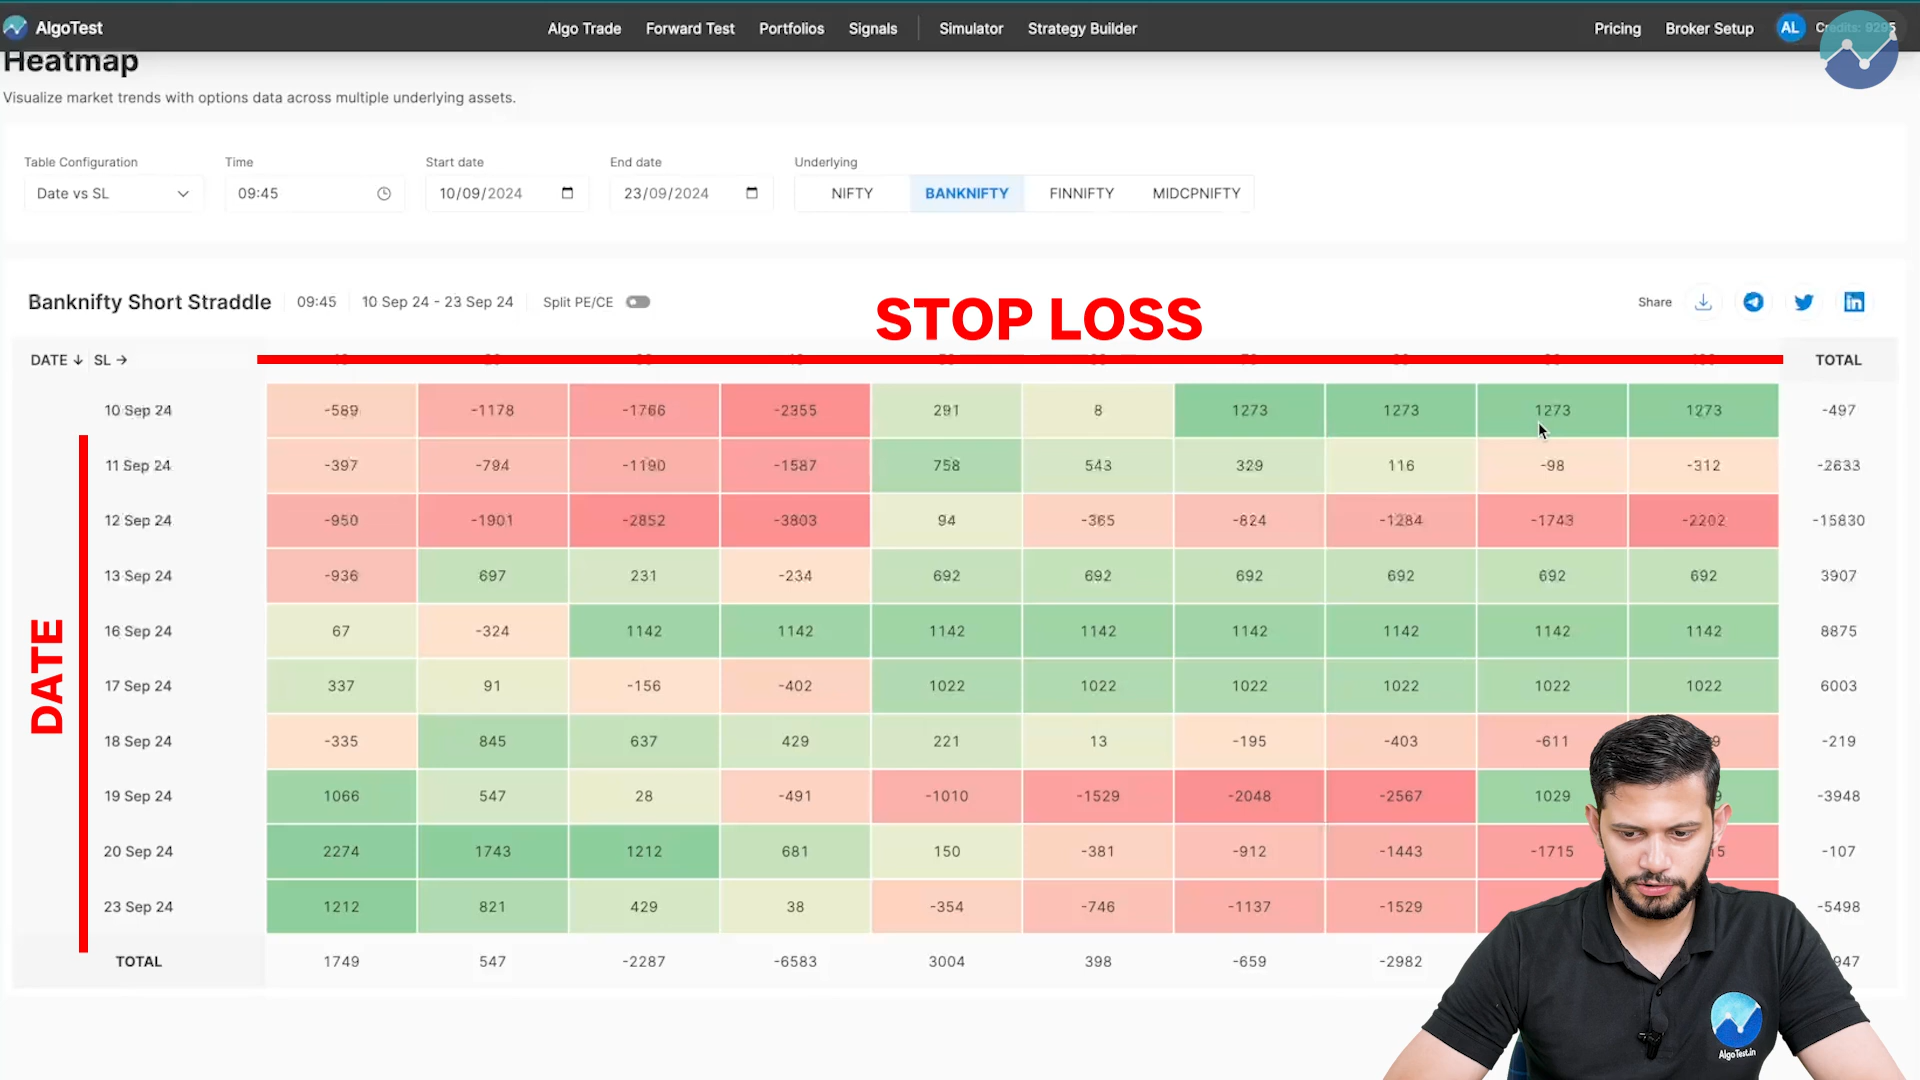 AlgoTest
Algo Trade Forward Test Portfolios Signals Simulator Strategy Builder Pricing Broker Setup AL
Heatmap
Visualize market trends with options data across multiple underlying assets.
Table Configuration Time Start date End date Underlying
Date vs SL 09:45 10/09/2024 23/09/2024 NIFTY BANKNIFTY FINNIFTY MIDCPNIFTY
Banknifty Short Straddle 09:45 10 Sep 24 - 23 Sep 24 Split PE/CE Share
STOP LOSS
DATE ↓ SL → TOTAL
10 Sep 24 -589 -1178 -1766 -2355 291 8 1273 1273 1273 1273 -497
11 Sep 24 -397 -794 -1190 -1587 758 543 329 116 -98 -312 -2633
12 Sep 24 -950 -1901 -2852 -3803 94 -365 -824 -1284 -1743 -2202 -15830
13 Sep 24 -936 697 231 -234 692 692 692 692 692 692 3907
16 Sep 24 67 -324 1142 1142 1142 1142 1142 1142 1142 1142 8875
17 Sep 24 337 91 -156 -402 1022 1022 1022 1022 1022 1022 6003
18 Sep 24 -335 845 637 429 221 13 -195 -403 -611 -219
19 Sep 24 1066 547 28 -491 -1010 -1529 -2048 -2567 1029 -3948
20 Sep 24 2274 1743 1212 681 150 -381 -912 -1443 -1715 -107
23 Sep 24 1212 821 429 38 -354 -746 -1137 -1529 -5498
TOTAL 1749 547 -2287 -6583 3004 398 -659 -2982
DATE
AlgoTest.in